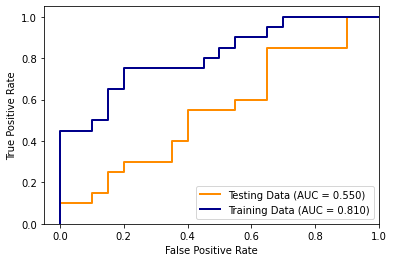 1.0
0.8
0.6
0.4
0.2
0.0
True Positive Rate
0.0 0.2 0.4 0.6 0.8 1.0
False Positive Rate
Testing Data (AUC = 0.550)
Training Data (AUC = 0.810)